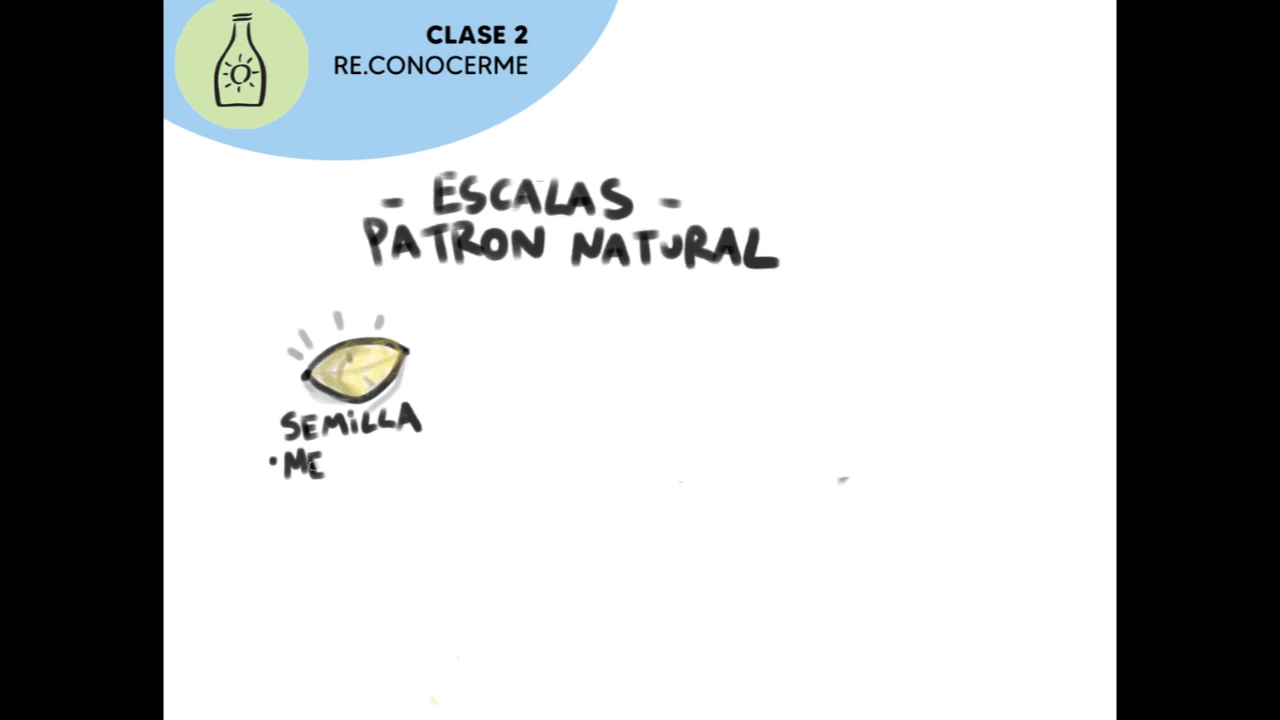 CLASE 2
RE.CONOCERME
- ESCALAS -
PATRON NATURAL
SEMiLLA
·ME